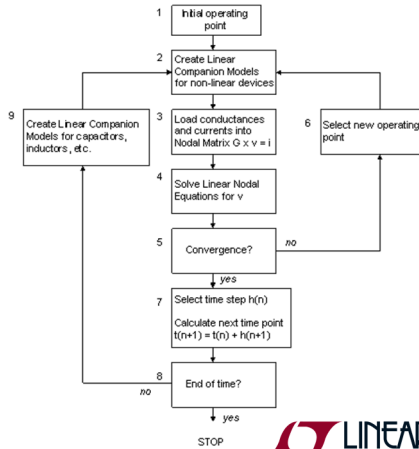 1
Initial operating
point
2
Create Linear
Companion Models
for non-linear devices
9
Create Linear Companion
Models for capacitors,
inductors, etc.
3
Load conductances
and currents into
Nodal Matrix G x v = i
6
Select new operating
point
4
Solve Linear Nodal
Equations for v
5
Convergence?
no
yes
7
Select time step h(n)
Calculate next time point
t(n+1) = t(n) + h(n+1)
8
End of time?
no
yes
STOP
LINEAR